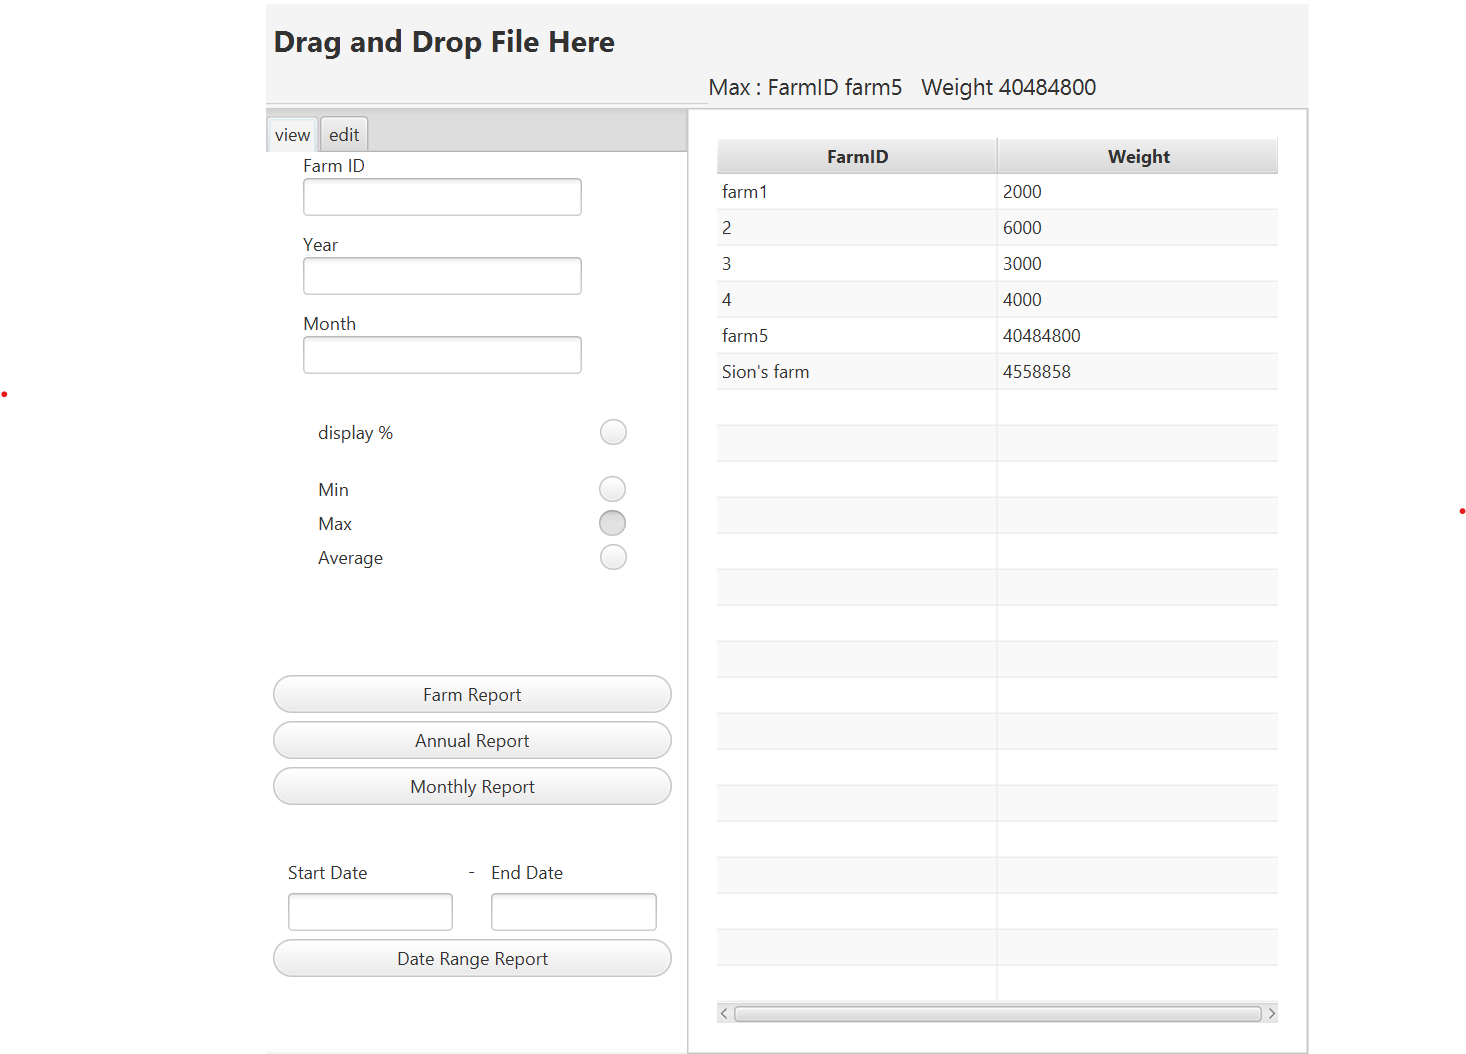 Drag and Drop File Here
Max : FarmID farm5 Weight 40484800
view edit
Farm ID
Year
Month
display %
Min
Max
Average
Farm Report
Annual Report
Monthly Report
Start Date - End Date
Date Range Report
FarmID Weight
farm1 2000
2 6000
3 3000
4 4000
farm5 40484800
Sion's farm 4558858